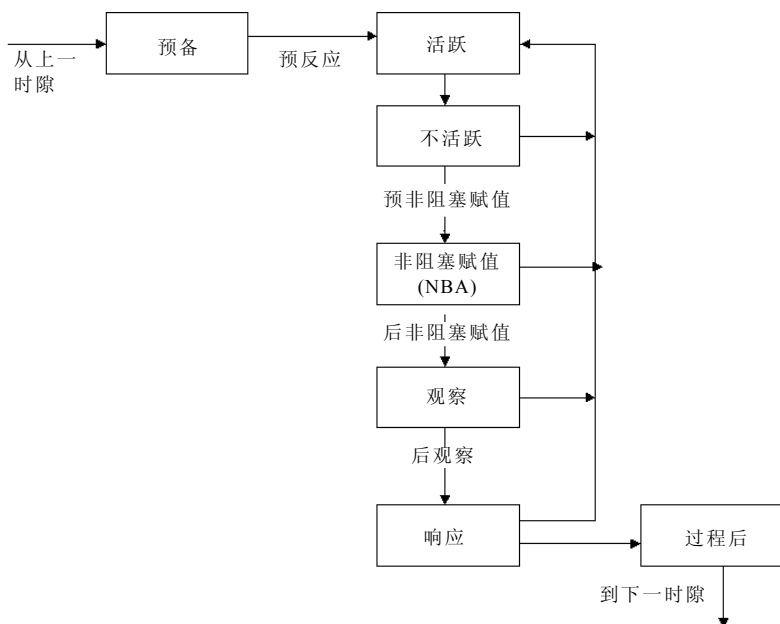 从上一
时隙
预备
预反应
活跃
不活跃
预非阻塞赋值
非阻塞赋值
(NBA)
后非阻塞赋值
观察
后观察
响应
过程后
到下一时隙